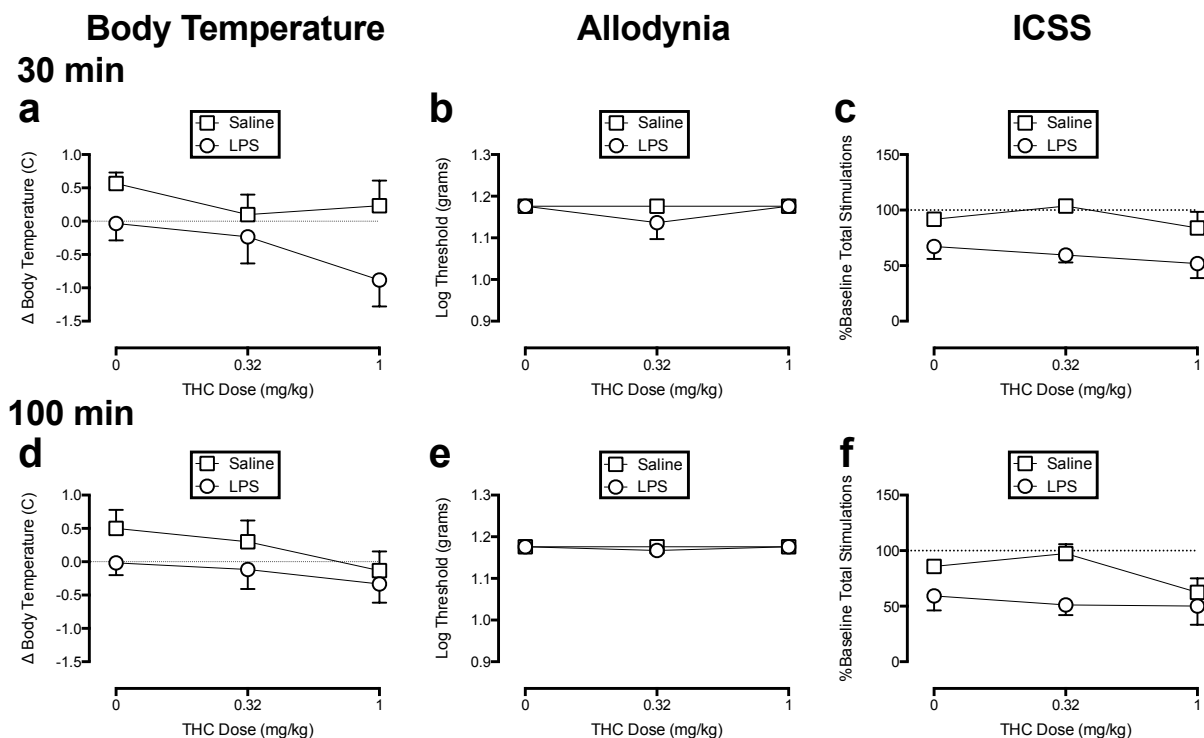 Body Temperature
Allodynia
ICSS
30 min
a
Saline
LPS
Δ Body Temperature (C)
1.0
0.5
0.0
-0.5
-1.0
-1.5
0
0.32
1
THC Dose (mg/kg)
b
Saline
LPS
Log Threshold (grams)
1.3
1.2
1.1
1.0
0.9
0
0.32
1
THC Dose (mg/kg)
c
Saline
LPS
%Baseline Total Stimulations
150
100
50
0
0
0.32
1
THC Dose (mg/kg)
100 min
d
Saline
LPS
Δ Body Temperature (C)
1.0
0.5
0.0
-0.5
-1.0
-1.5
0
0.32
1
THC Dose (mg/kg)
e
Saline
LPS
Log Threshold (grams)
1.3
1.2
1.1
1.0
0.9
0
0.32
1
THC Dose (mg/kg)
f
Saline
LPS
%Baseline Total Stimulations
150
100
50
0
0
0.32
1
THC Dose (mg/kg)